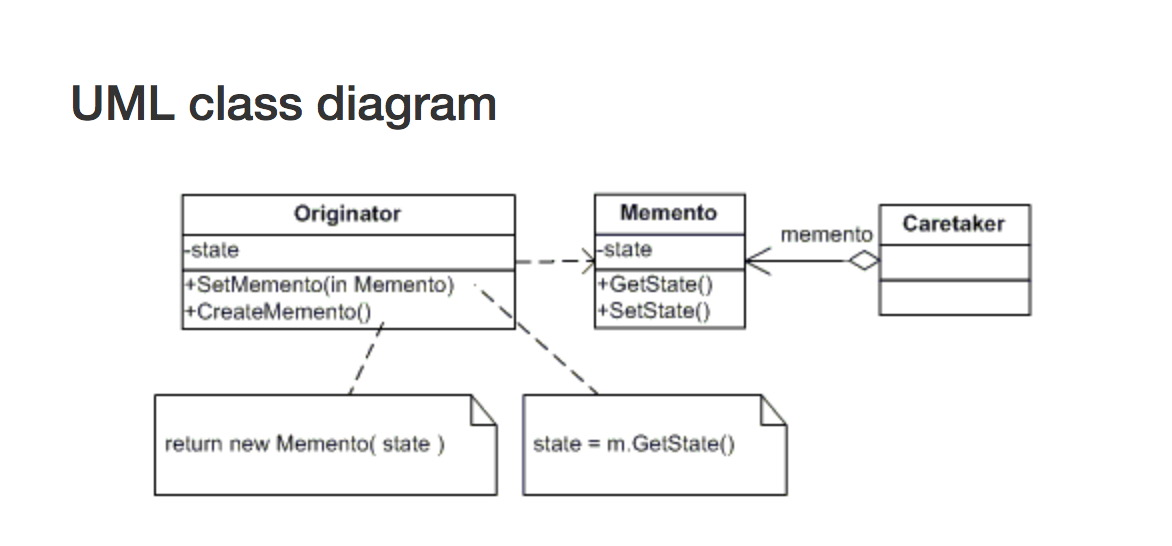 UML class diagram
Originator
-state
+SetMemento(in Memento)
+CreateMemento()
Memento
-state
+GetState()
+SetState()
memento
Caretaker
return new Memento( state )
state = m.GetState()